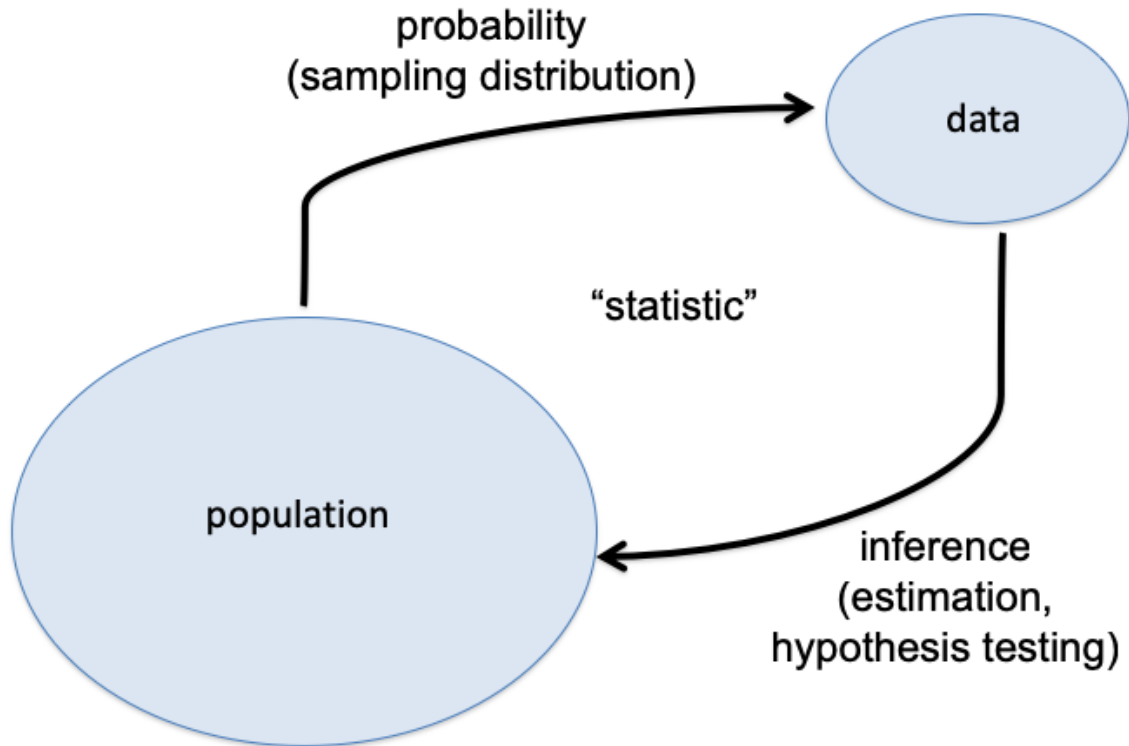 probability
(sampling distribution)
data
“statistic”
population
inference
(estimation,
hypothesis testing)